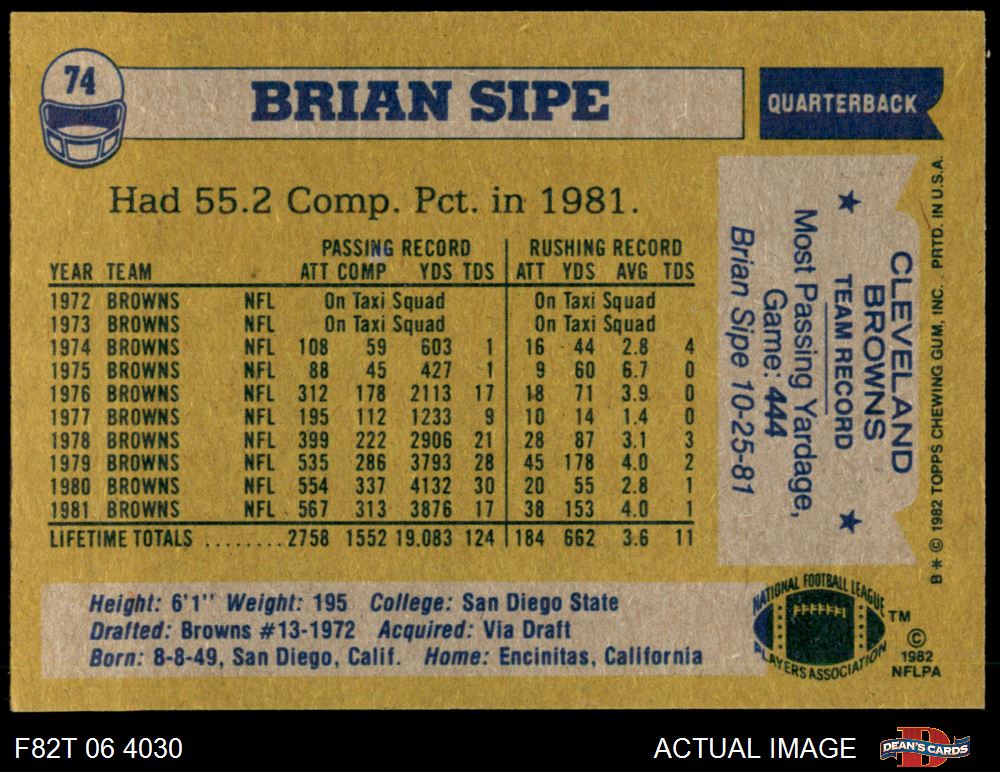 74
BRIAN SIPE
QUARTERBACK
Had 55.2 Comp. Pct. in 1981.
PASSING RECORD RUSHING RECORD
YEAR TEAM ATT COMP YDS TDS ATT YDS AVG TDS
1972 BROWNS NFL On Taxi Squad On Taxi Squad
1973 BROWNS NFL On Taxi Squad On Taxi Squad
1974 BROWNS NFL 108 59 603 1 16 44 2.8 4
1975 BROWNS NFL 88 45 427 1 9 60 6.7 0
1976 BROWNS NFL 312 178 2113 17 18 71 3.9 0
1977 BROWNS NFL 195 112 1233 9 10 14 1.4 0
1978 BROWNS NFL 399 222 2906 21 28 87 3.1 3
1979 BROWNS NFL 535 286 3793 28 45 178 4.0 2
1980 BROWNS NFL 554 337 4132 30 20 55 2.8 1
1981 BROWNS NFL 567 313 3876 17 38 153 4.0 1
LIFETIME TOTALS ........2758 1552 19.083 124 184 662 3.6 11
CLEVELAND
BROWNS
★ TEAM RECORD ★
Most Passing Yardage,
Game: 444
Brian Sipe 10-25-81
B* © 1982 TOPPS CHEWING GUM, INC. PRTD. IN U.S.A.
Height: 6'1" Weight: 195 College: San Diego State
Drafted: Browns #13-1972 Acquired: Via Draft
Born: 8-8-49, San Diego, Calif. Home: Encinitas, California
NATIONAL FOOTBALL LEAGUE
PLAYERS ASSOCIATION
TM
©
1982
NFLPA
F82T 06 4030
ACTUAL IMAGE
DEAN'S CARDS